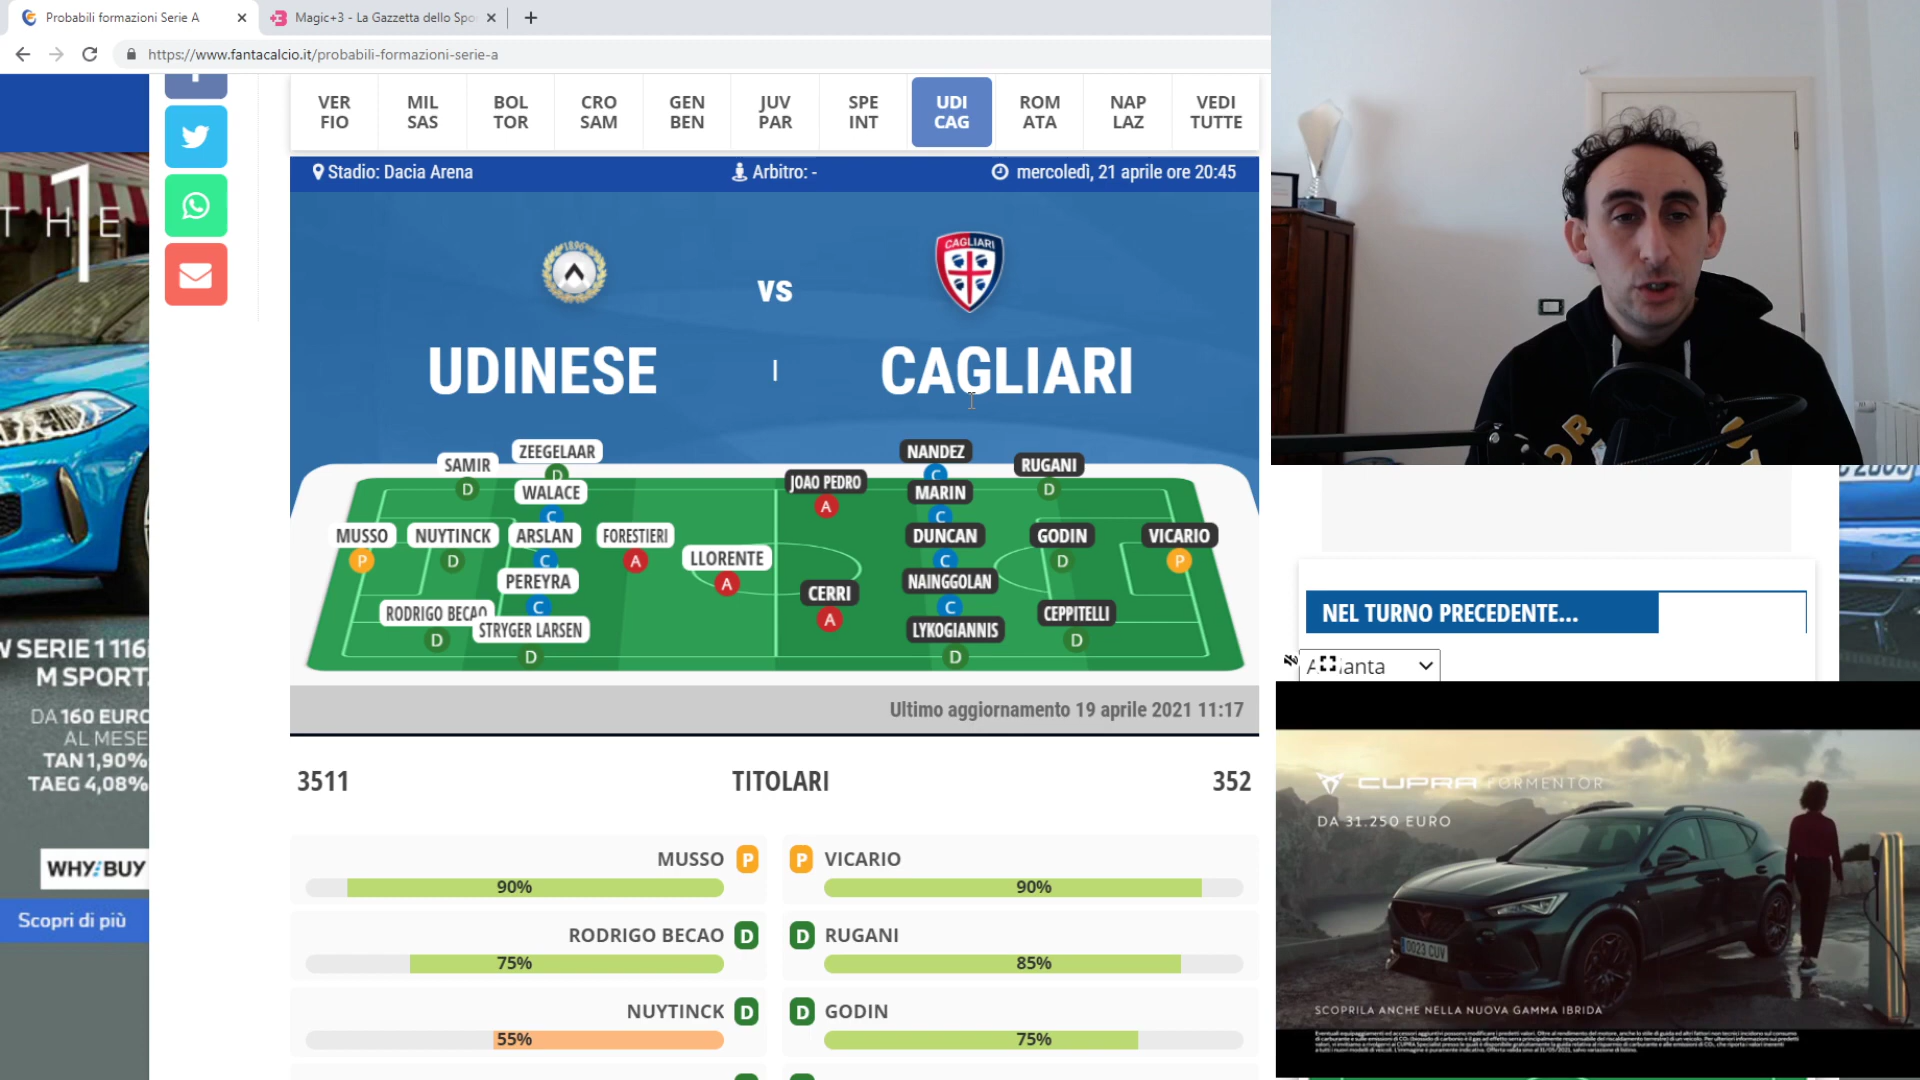 Probabili formazioni Serie A
Magic+3 - La Gazzetta dello Spo
https://www.fantacalcio.it/probabili-formazioni-serie-a
VER FIO
MIL SAS
BOL TOR
CRO SAM
GEN BEN
JUV PAR
SPE INT
UDI CAG
ROM ATA
NAP LAZ
VEDI TUTTE
Stadio: Dacia Arena
Arbitro: -
mercoledì, 21 aprile ore 20:45
1896
CAGLIARI
VS
UDINESE
CAGLIARI
ZEEGELAAR
D
SAMIR
D
WALACE
C
MUSSO
P
NUYTINCK
D
ARSLAN
C
FORESTIERI
A
LLORENTE
A
PEREYRA
C
RODRIGO BECAO
D
STRYGER LARSEN
D
JOAO PEDRO
A
CERRI
A
NANDEZ
C
MARIN
C
DUNCAN
C
NAINGGOLAN
C
LYKOGIANNIS
D
RUGANI
D
GODIN
D
CEPPITELLI
D
VICARIO
P
Ultimo aggiornamento 19 aprile 2021 11:17
3511
TITOLARI
352
MUSSO P
90%
P VICARIO
90%
RODRIGO BECAO D
75%
D RUGANI
85%
NUYTINCK D
55%
D GODIN
75%
THE
1
W SERIE 1 116
M SPORT.
DA 160 EURO
AL MESE
TAN 1,90%
TAEG 4,08%
WHY BUY
Scopri di più
NEL TURNO PRECEDENTE...
CUPRA FORMENTOR
DA 31.250 EURO
0023 CUV
SCOPRILA ANCHE NELLA NUOVA GAMMA IBRIDA